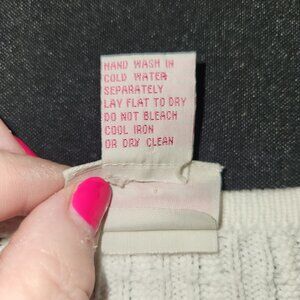 HAND WASH IN
COLD WATER
SEPARATELY
LAY FLAT TO DRY
DO NOT BLEACH
COOL IRON
OR DRY CLEAN